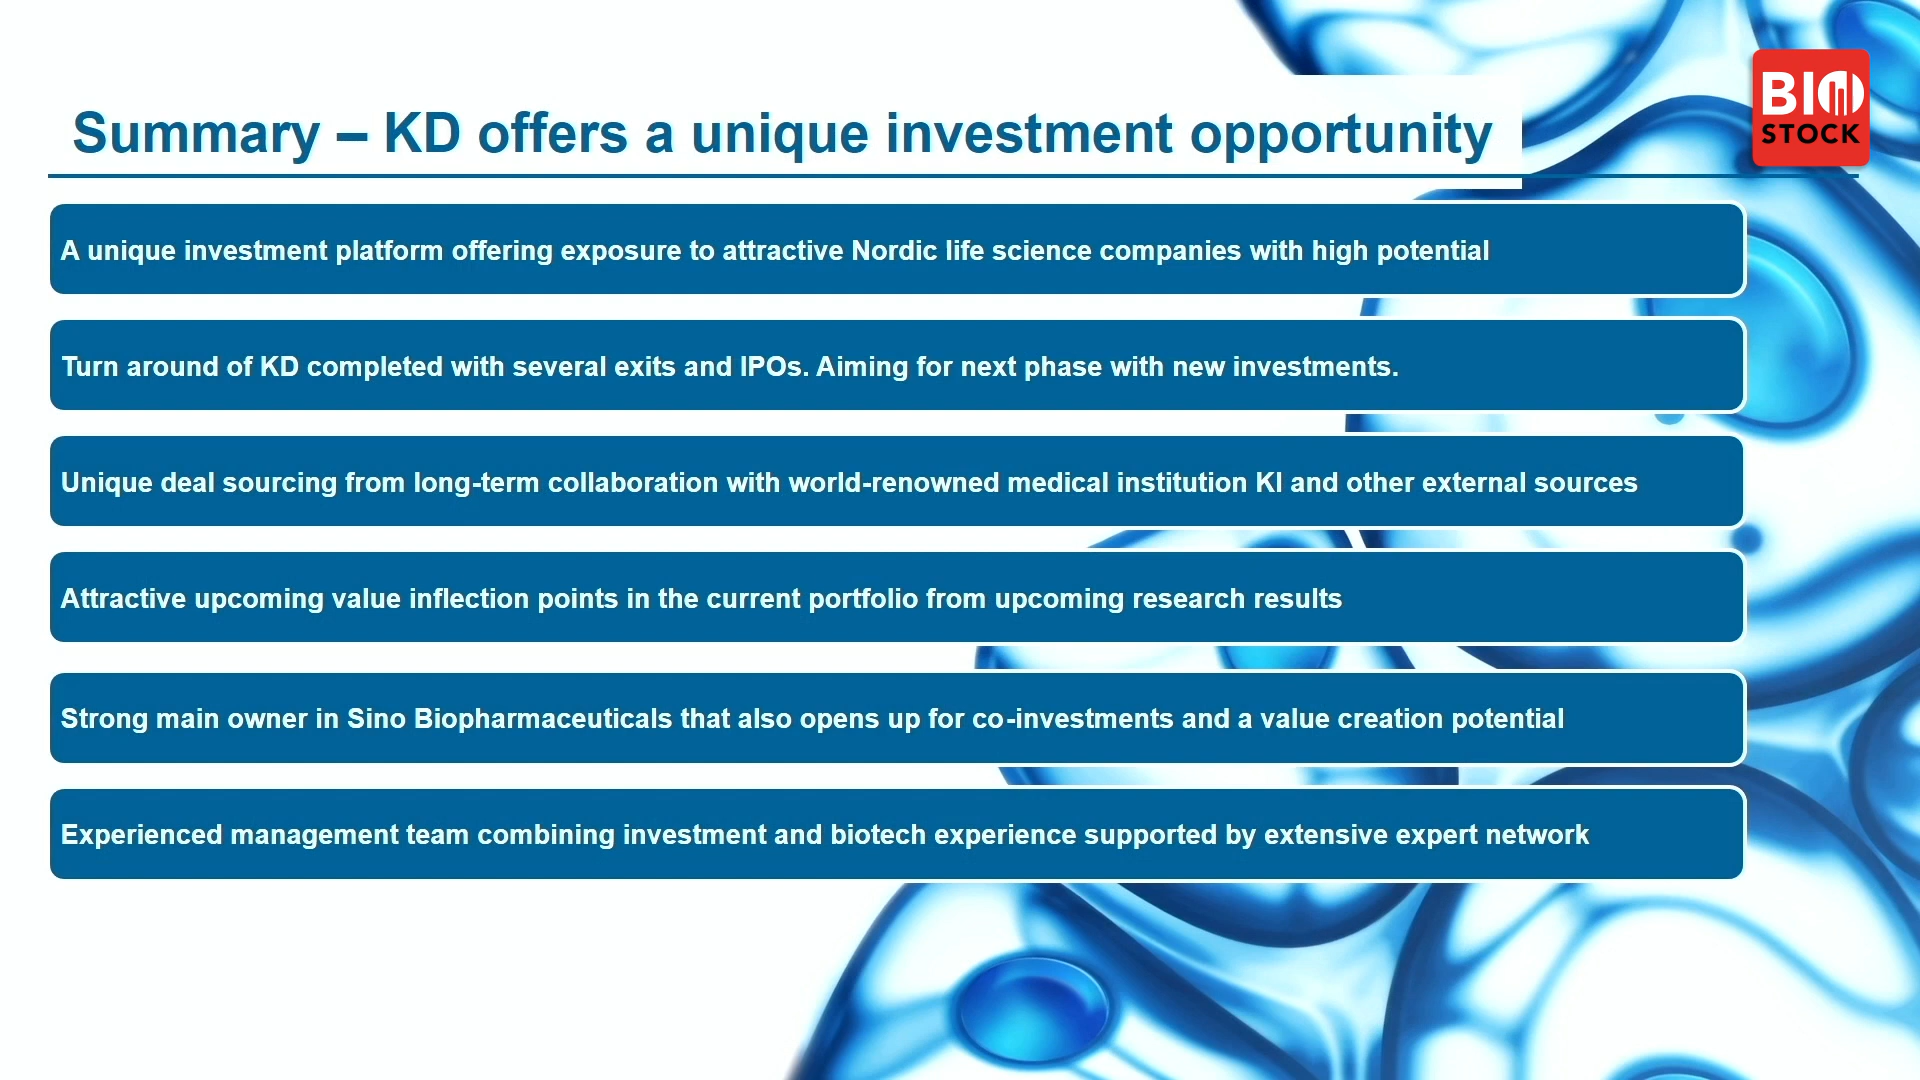 BIO
STOCK
Summary – KD offers a unique investment opportunity
A unique investment platform offering exposure to attractive Nordic life science companies with high potential
Turn around of KD completed with several exits and IPOs. Aiming for next phase with new investments.
Unique deal sourcing from long-term collaboration with world-renowned medical institution KI and other external sources
Attractive upcoming value inflection points in the current portfolio from upcoming research results
Strong main owner in Sino Biopharmaceuticals that also opens up for co-investments and a value creation potential
Experienced management team combining investment and biotech experience supported by extensive expert network